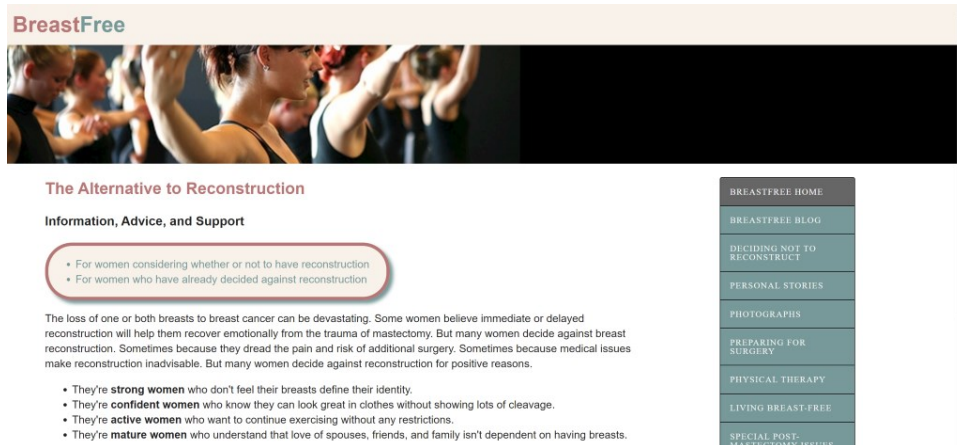 BreastFree
The Alternative to Reconstruction
Information, Advice, and Support
• For women considering whether or not to have reconstruction
• For women who have already decided against reconstruction
The loss of one or both breasts to breast cancer can be devastating. Some women believe immediate or delayed
reconstruction will help them recover emotionally from the trauma of mastectomy. But many women decide against breast
reconstruction. Sometimes because they dread the pain and risk of additional surgery. Sometimes because medical issues
make reconstruction inadvisable. But many women decide against reconstruction for positive reasons.
• They're strong women who don't feel their breasts define their identity.
• They're confident women who know they can look great in clothes without showing lots of cleavage.
• They're active women who want to continue exercising without any restrictions.
• They're mature women who understand that love of spouses, friends, and family isn't dependent on having breasts.
BREASTFREE HOME
BREASTFREE BLOG
DECIDING NOT TO
RECONSTRUCT
PERSONAL STORIES
PHOTOGRAPHS
PREPARING FOR
SURGERY
PHYSICAL THERAPY
LIVING BREAST-FREE
SPECIAL POST-
MASTECTOMY ISSUES